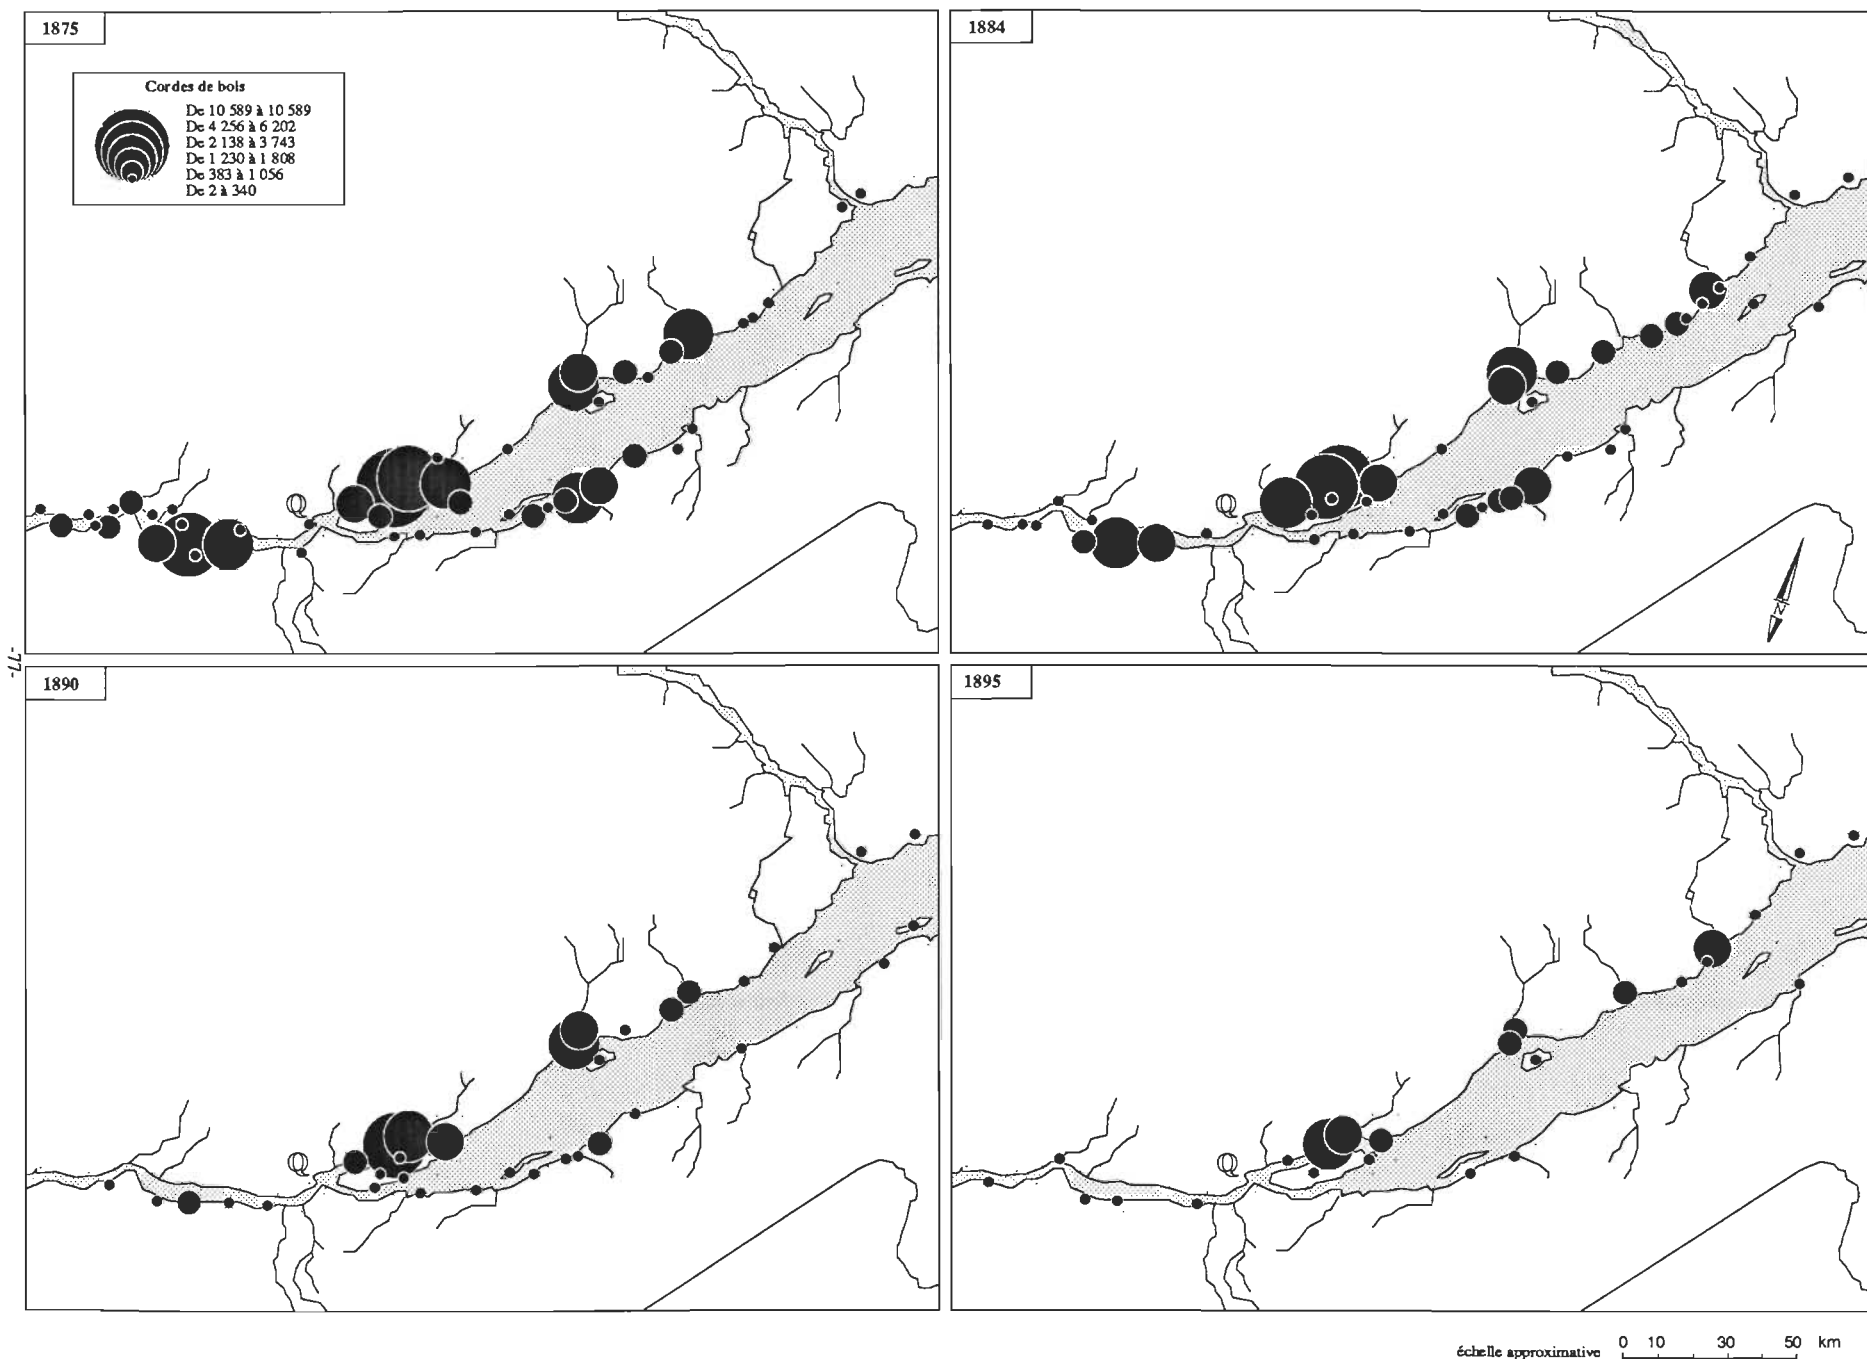 1875
Cordes de bois
De 10 589 à 10 589
De 4 256 à 6 202
De 2 138 à 3 743
De 1 230 à 1 808
De 383 à 1 056
De 2 à 340
Q
1884
Q
N
-77-
1890
Q
1895
Q
échelle approximative 0 10 30 50 km